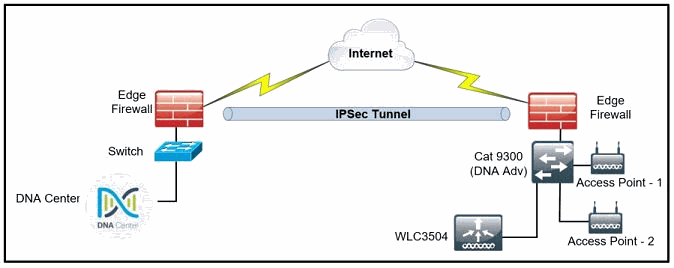 Internet
Edge
Firewall
IPSec Tunnel
Edge
Firewall
Switch
Cat 9300
(DNA Adv)
Access Point - 1
DNA Center
DNA Center
WLC3504
Access Point - 2